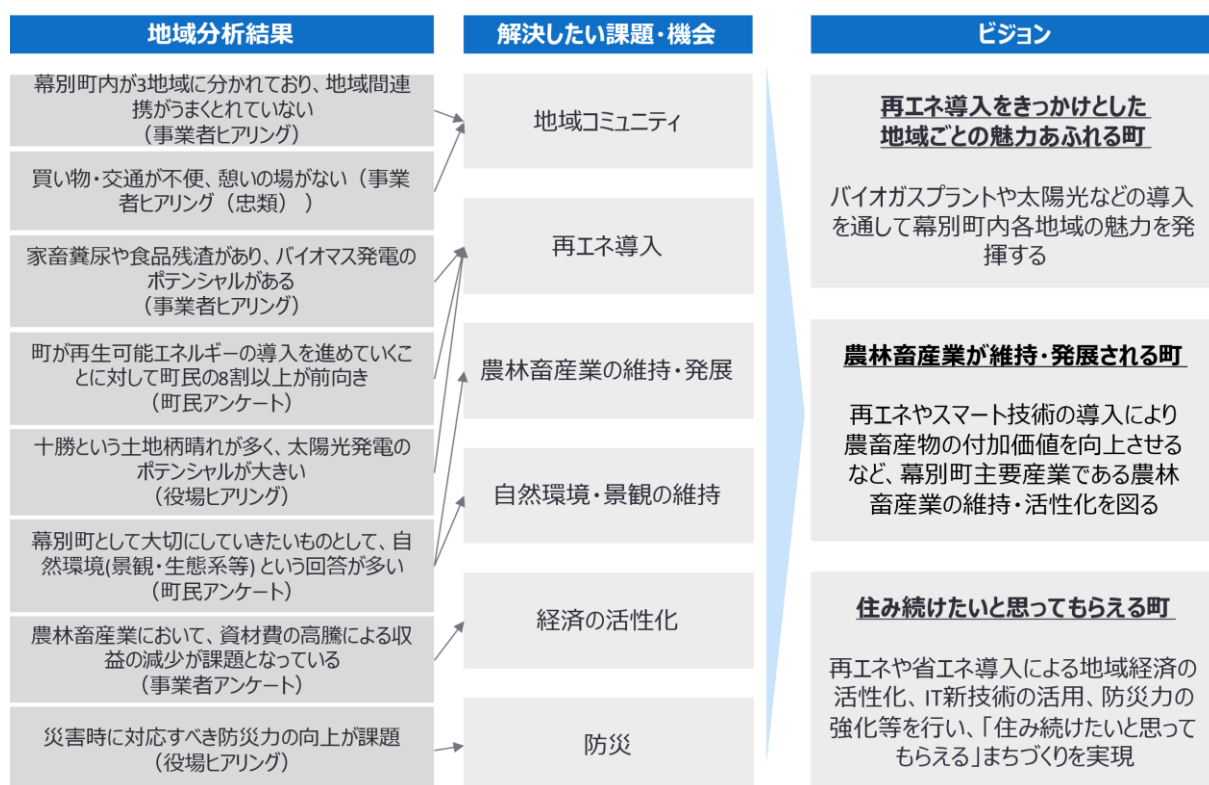 地域分析結果
幕別町内が3地域に分かれており、地域間連
携がうまくとれていない
（事業者ヒアリング）
買い物・交通が不便、憩いの場がない（事業
者ヒアリング（忠類））
家畜糞尿や食品残渣があり、バイオマス発電の
ポテンシャルがある
（事業者ヒアリング）
町が再生可能エネルギーの導入を進めていくこ
とに対して町民の8割以上が前向き
（町民アンケート）
十勝という土地柄晴れが多く、太陽光発電の
ポテンシャルが大きい
（役場ヒアリング）
幕別町として大切にしていきたいものとして、自
然環境(景観・生態系等) という回答が多い
（町民アンケート）
農林畜産業において、資材費の高騰による収
益の減少が課題となっている
（事業者アンケート）
災害時に対応すべき防災力の向上が課題
（役場ヒアリング）
解決したい課題・機会
地域コミュニティ
再エネ導入
農林畜産業の維持・発展
自然環境・景観の維持
経済の活性化
防災
ビジョン
再エネ導入をきっかけとした
地域ごとの魅力あふれる町
バイオガスプラントや太陽光などの導入
を通して幕別町内各地域の魅力を発
揮する
農林畜産業が維持・発展される町
再エネやスマート技術の導入により
農畜産物の付加価値を向上させる
など、幕別町主要産業である農林
畜産業の維持・活性化を図る
住み続けたいと思ってもらえる町
再エネや省エネ導入による地域経済の
活性化、IT新技術の活用、防災力の
強化等を行い、「住み続けたいと思って
もらえる」まちづくりを実現